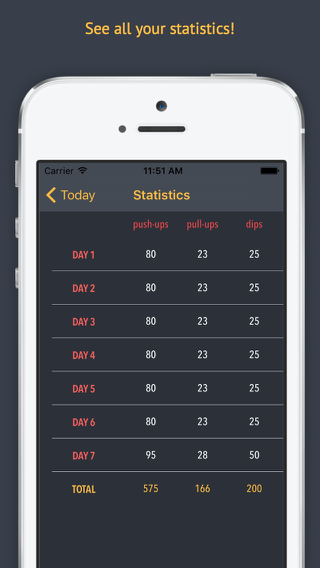 See all your statistics!
Carrier 11:51 AM
Today Statistics
push-ups pull-ups dips
DAY 1 80 23 25
DAY 2 80 23 25
DAY 3 80 23 25
DAY 4 80 23 25
DAY 5 80 23 25
DAY 6 80 23 25
DAY 7 95 28 50
TOTAL 575 166 200